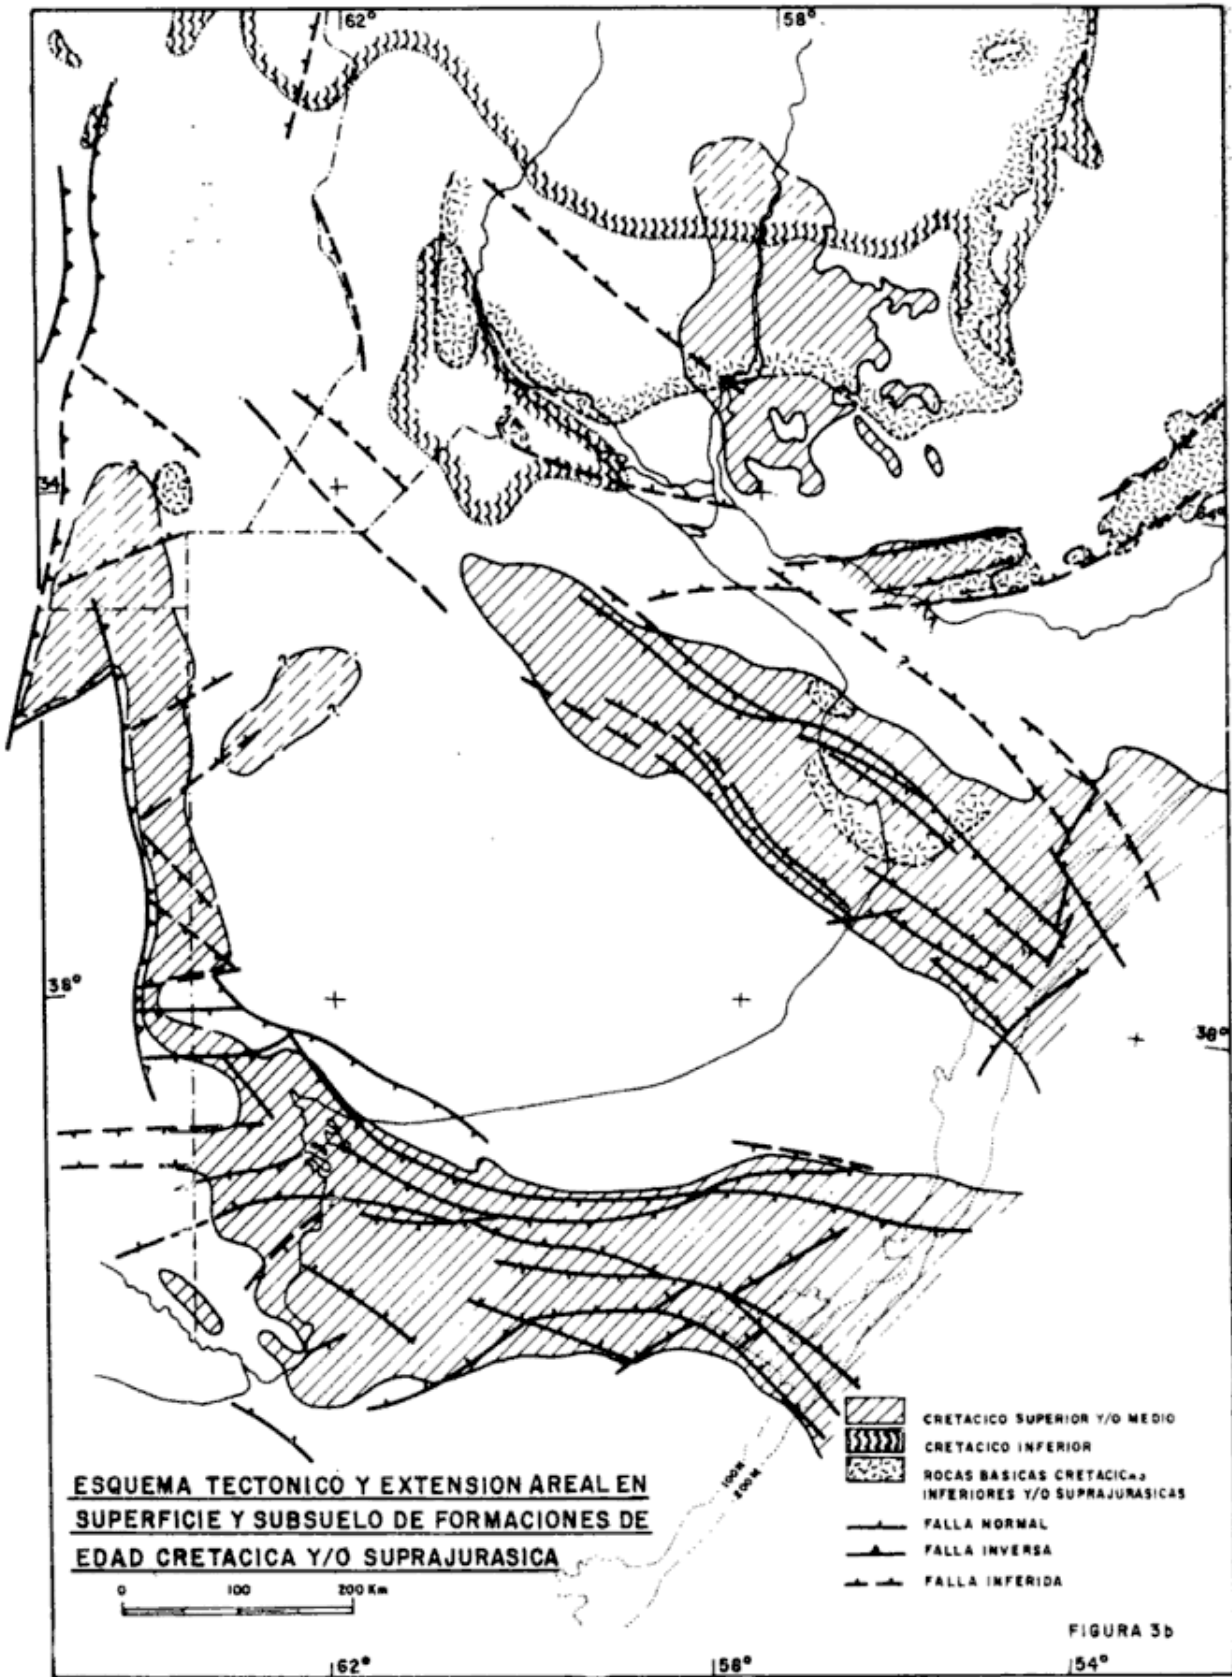 62°
58°
34
?
?
?
38°
38°
CRETACICO SUPERIOR Y/O MEDIO
CRETACICO INFERIOR
ROCAS BASICAS
INFERIORES Y/O SUPRAJURASICAS
FALLA NORMAL
FALLA INVERSA
FALLA INFERIDA
100M
200M
ESQUEMA TECTONICO Y EXTENSION AREAL EN
SUPERFICIE Y SUBSUELO DE FORMACIONES DE
EDAD CRETACICA Y/O SUPRAJURASICA
0 100 200 Km
FIGURA 3b
62°
58°
54°